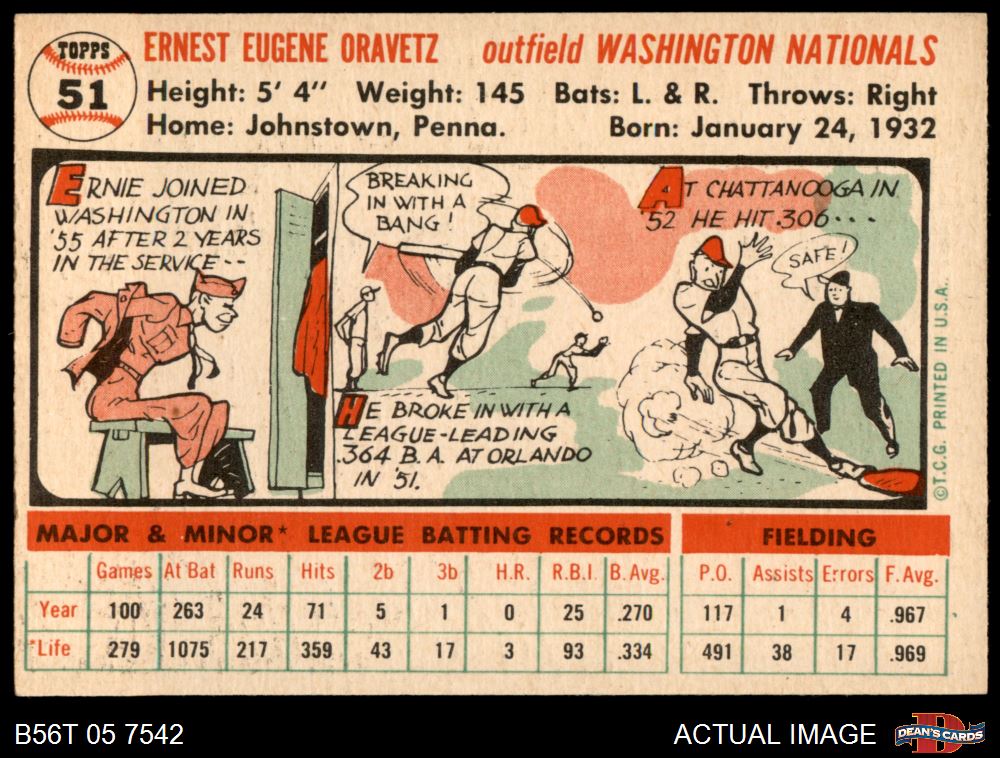 TOPPS
51
ERNEST EUGENE ORAVETZ outfield WASHINGTON NATIONALS
Height: 5' 4" Weight: 145 Bats: L. & R. Throws: Right
Home: Johnstown, Penna. Born: January 24, 1932
ERNIE JOINED
WASHINGTON IN
'55 AFTER 2 YEARS
IN THE SERVICE--
BREAKING
IN WITH A
BANG!
HE BROKE IN WITH A
LEAGUE-LEADING
.364 B.A. AT ORLANDO
IN '51.
AT CHATTANOOGA IN
'52 HE HIT .306...
SAFE!
©T.C.G. PRINTED IN U.S.A.
MAJOR & MINOR* LEAGUE BATTING RECORDS FIELDING
Games At Bat Runs Hits 2b 3b H.R. R.B.I. B. Avg. P.O. Assists Errors F. Avg.
Year 100 263 24 71 5 1 0 25 .270 117 1 4 .967
*Life 279 1075 217 359 43 17 3 93 .334 491 38 17 .969
B56T 05 7542 ACTUAL IMAGE DEAN'S CARDS